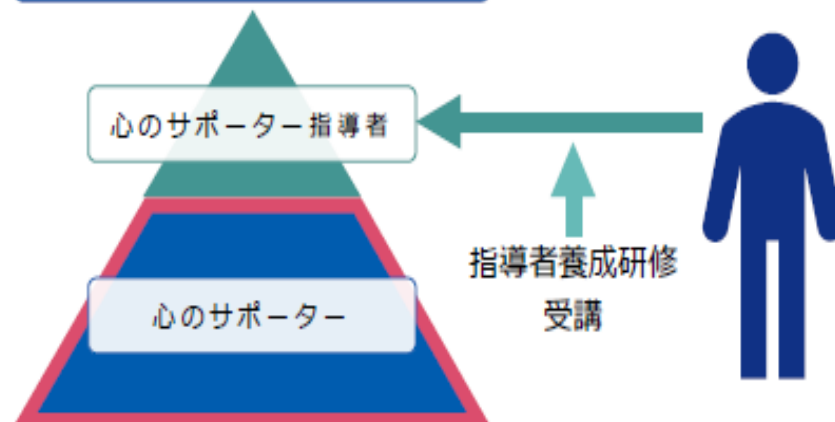 心のサポーター指導者
指導者養成研修
受講
心のサポーター